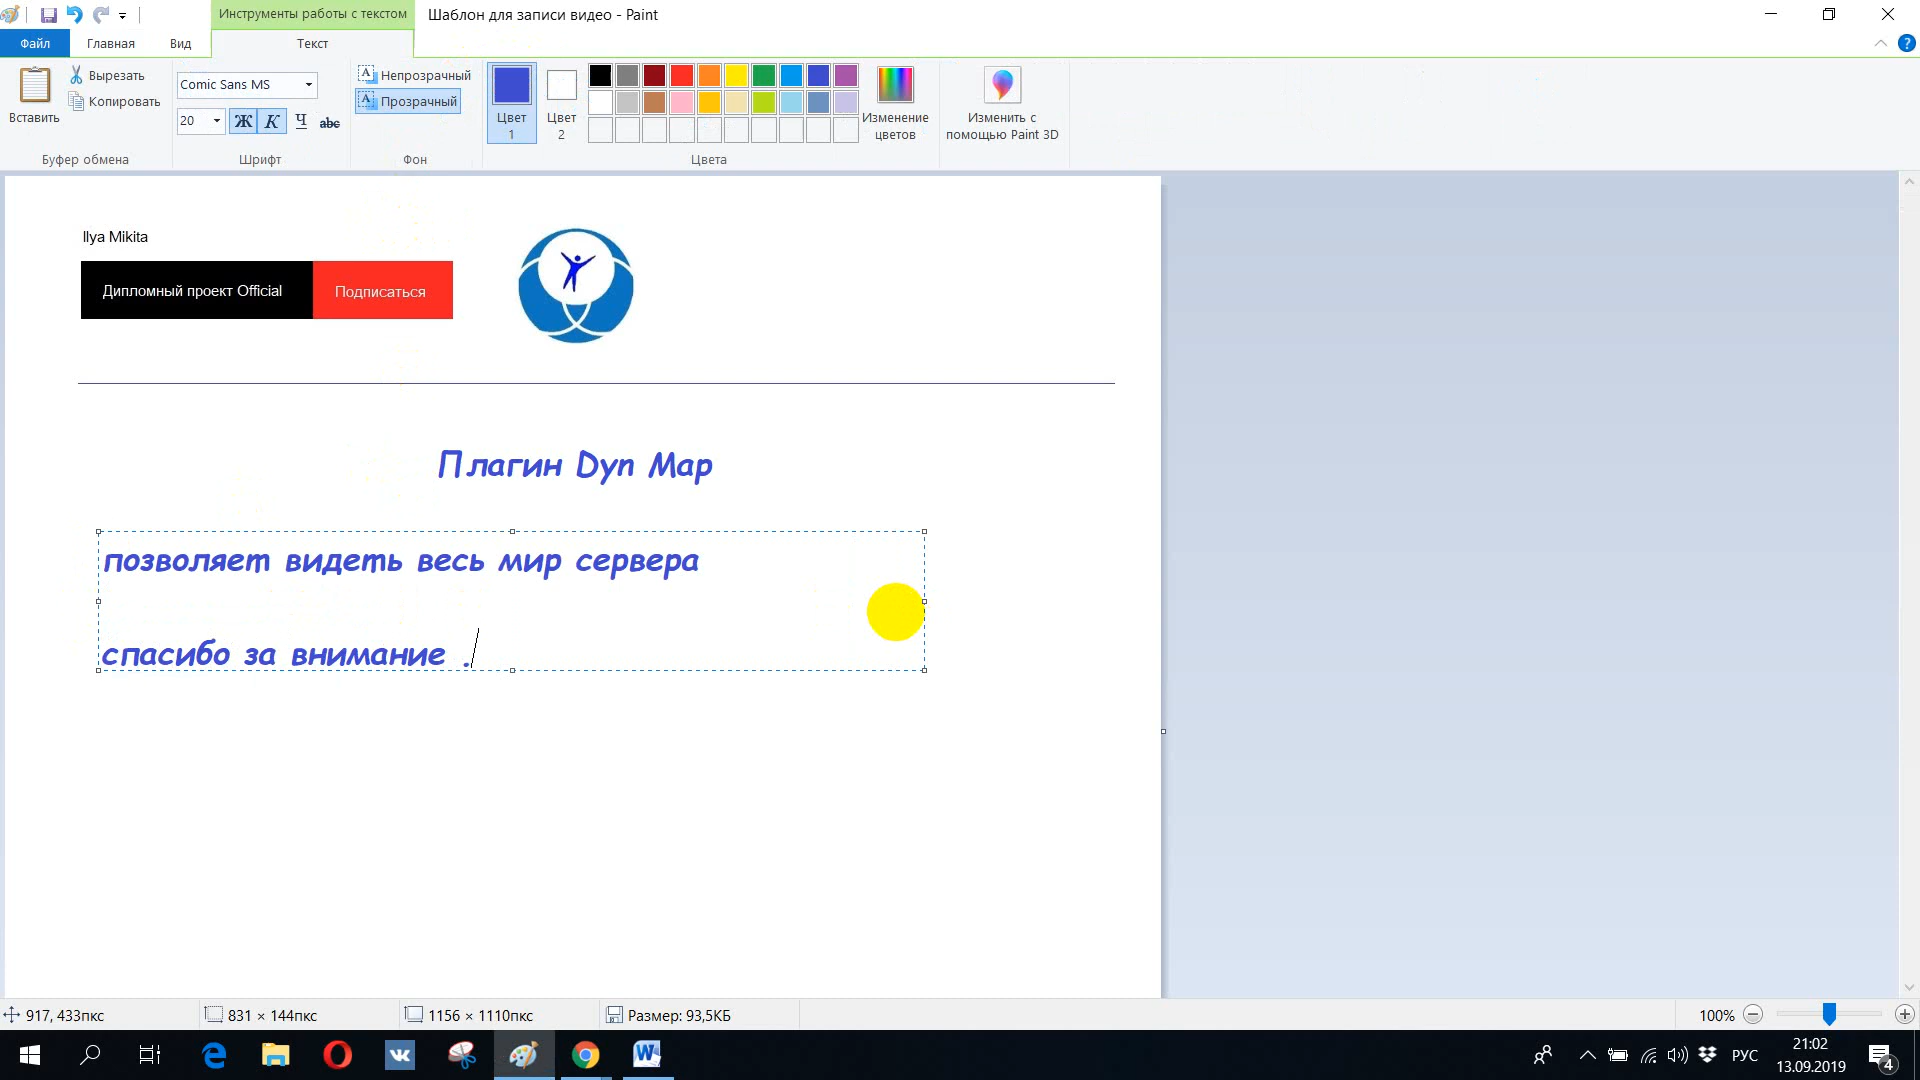 Инструменты работы с текстом
Шаблон для записи видео - Paint
Файл
Главная
Вид
Текст
Вставить
Вырезать
Копировать
Буфер обмена
Comic Sans MS
20
Ж К Ч abc
Шрифт
Непрозрачный
Прозрачный
Фон
Цвет
1
Цвет
2
Цвета
Изменение
цветов
Изменить с
помощью Paint 3D
Ilya Mikita
Дипломный проект Official
Подписаться
Плагин Dyn Map
позволяет видеть весь мир сервера
спасибо за внимание .
917, 433пкс
831 × 144пкс
1156 × 1110пкс
Размер: 93,5КБ
100%
РУС
21:02
13.09.2019
4